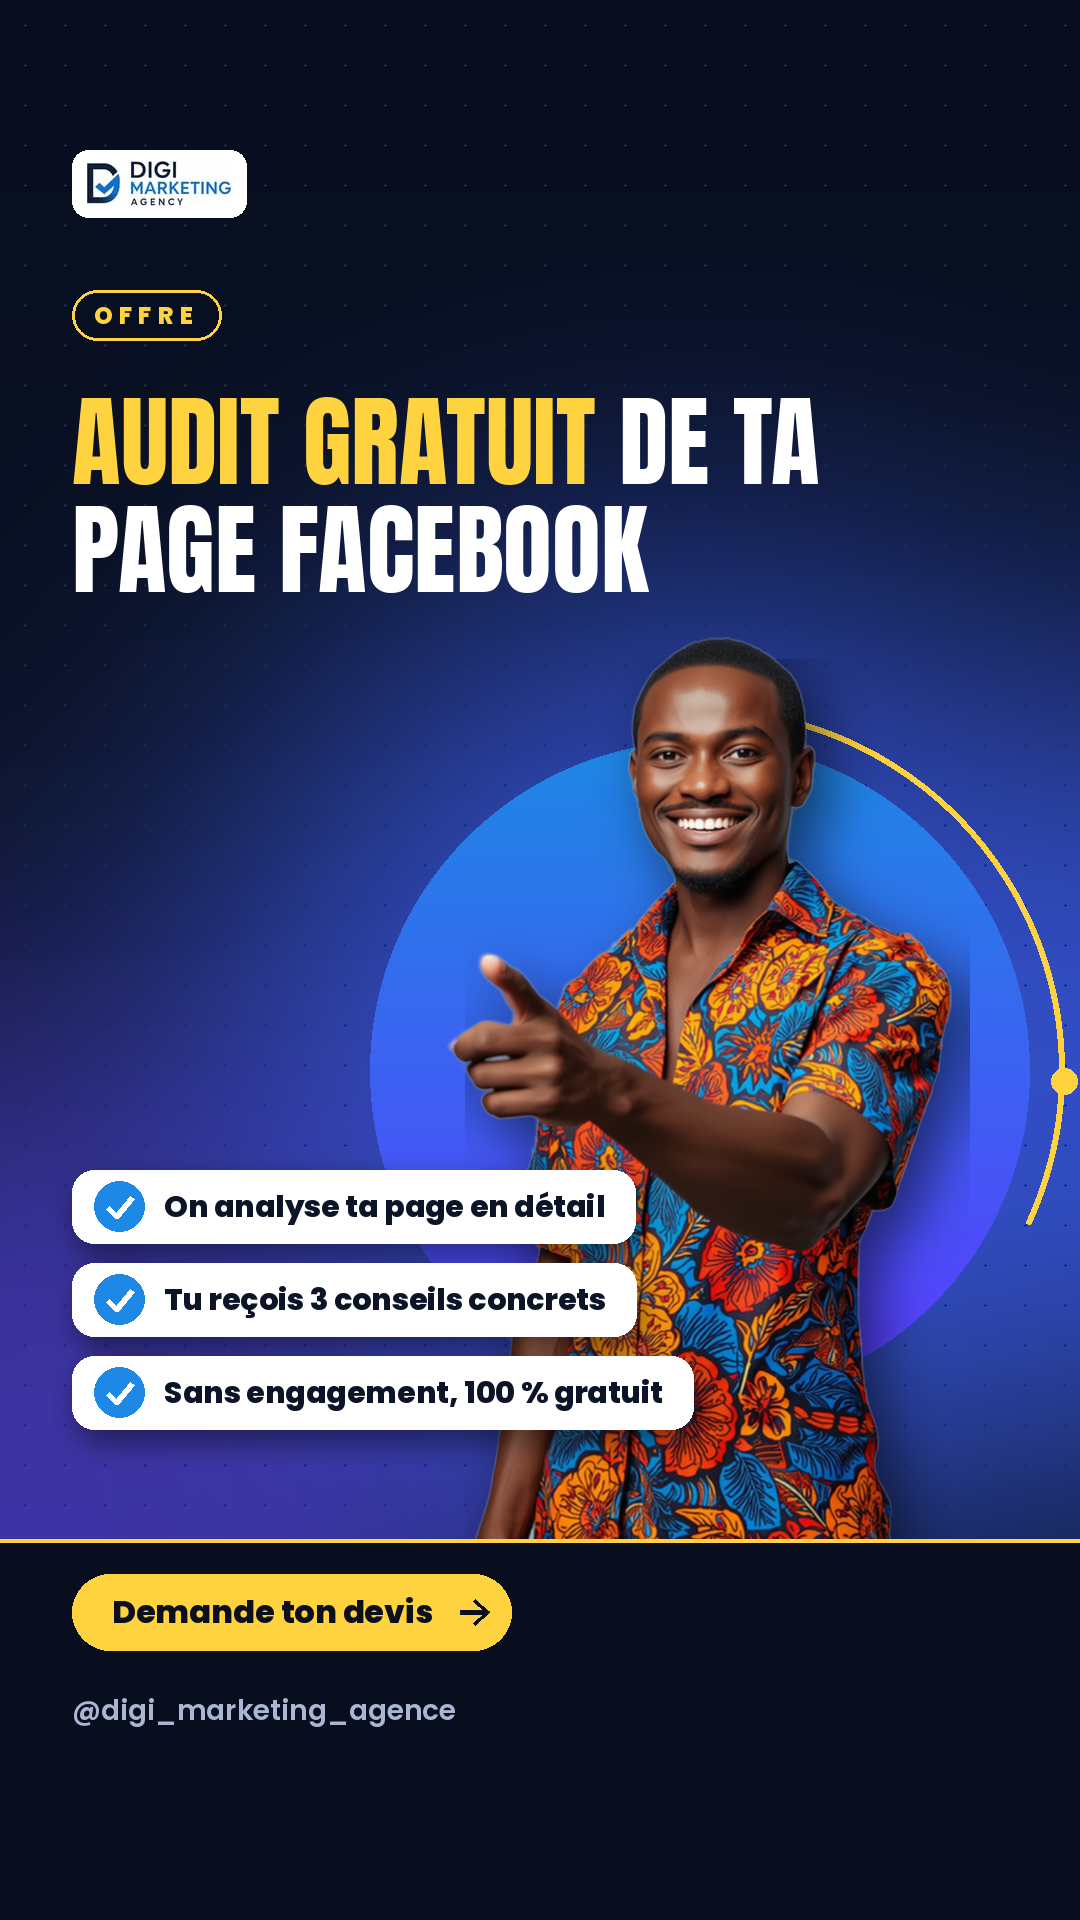 DIGI
MARKETING
AGENCY
OFFRE
AUDIT GRATUIT DE TA
PAGE FACEBOOK
On analyse ta page en détail
Tu reçois 3 conseils concrets
Sans engagement, 100 % gratuit
Demande ton devis
@digi_marketing_agence